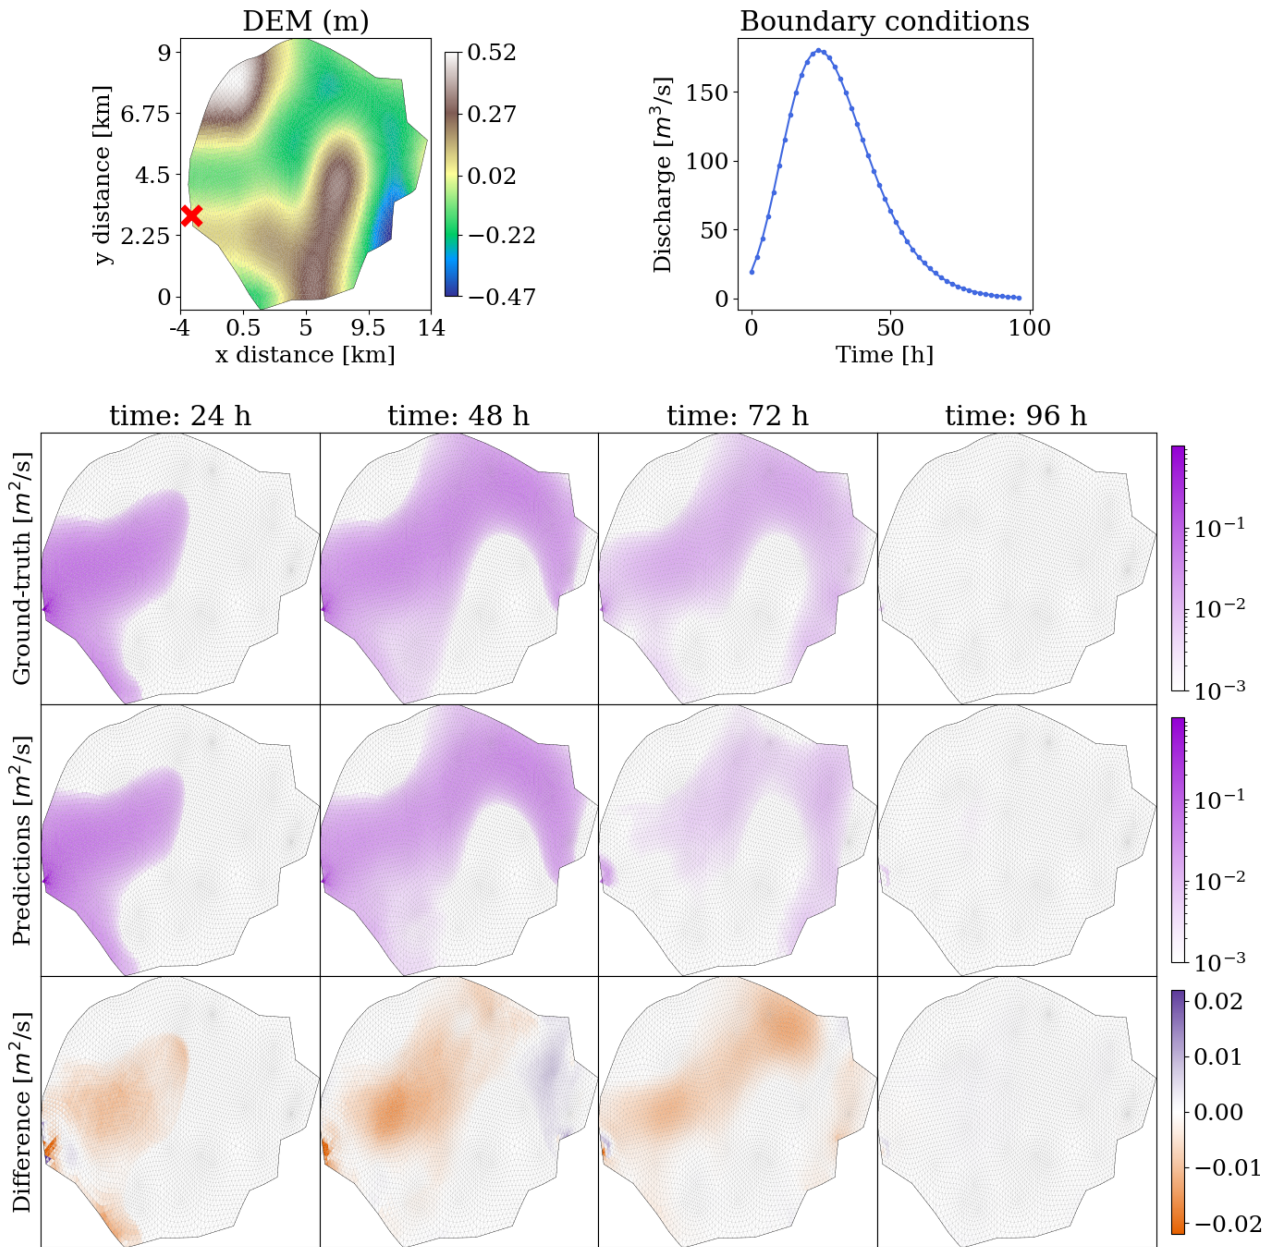 DEM (m)
9
6.75
4.5
2.25
0
y distance [km]
-4
0.5
5
9.5
14
x distance [km]
0.52
0.27
0.02
−0.22
−0.47
Boundary conditions
150
100
50
0
Discharge [m³/s]
0
50
100
Time [h]
time: 24 h
time: 48 h
time: 72 h
time: 96 h
Ground-truth [m²/s]
10⁻¹
10⁻²
10⁻³
Predictions [m²/s]
10⁻¹
10⁻²
10⁻³
Difference [m²/s]
0.02
0.01
0.00
−0.01
−0.02